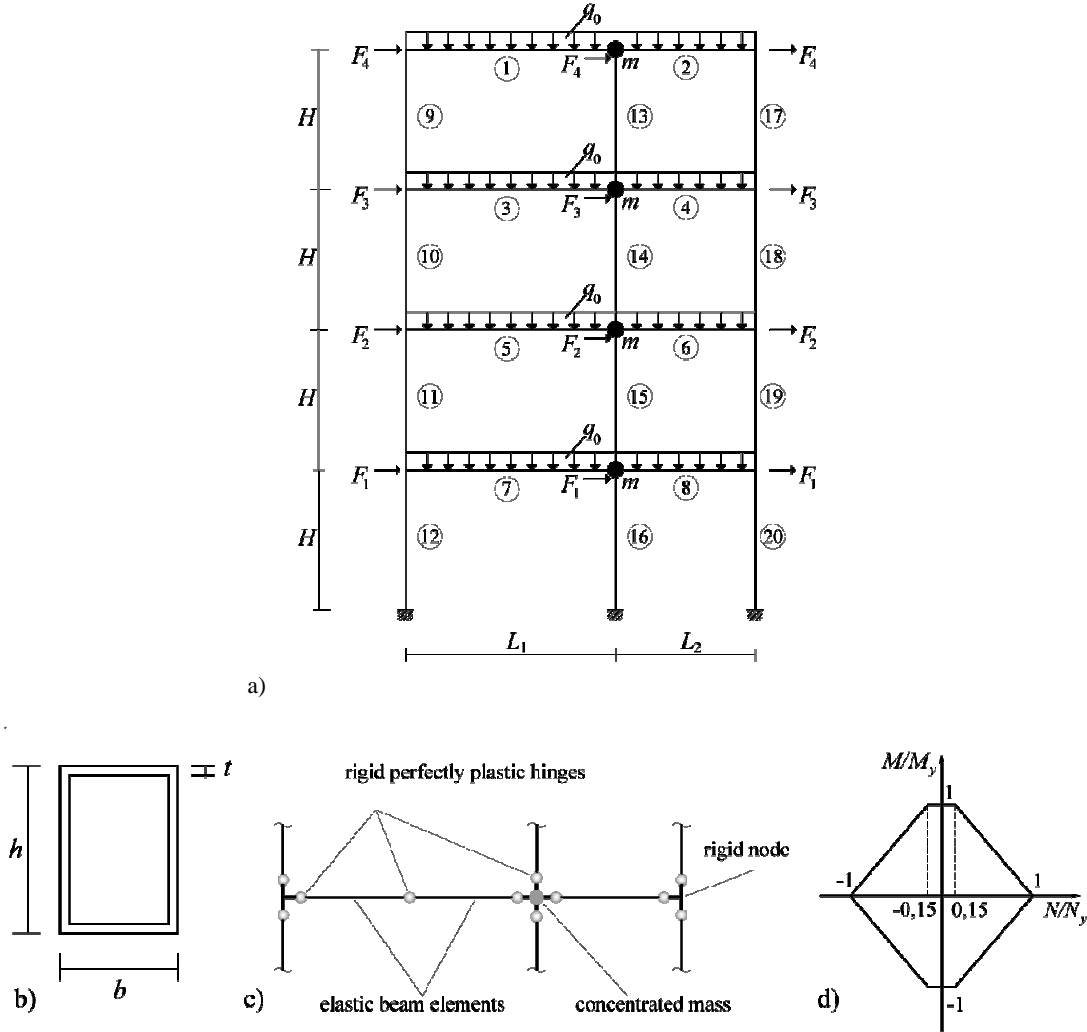 q₀
F₄ F₄ m F₄
1 2
H 9 13 17
q₀
F₃ F₃ m F₃
3 4
H 10 14 18
q₀
F₂ F₂ m F₂
5 6
H 11 15 19
q₀
F₁ F₁ m F₁
7 8
H 12 16 20
L₁ L₂
a)
t
h
b
b)
rigid perfectly plastic hinges
rigid node
elastic beam elements
concentrated mass
c)
M/My
1
-1 1
-0,15 0,15 N/Ny
-1
d)